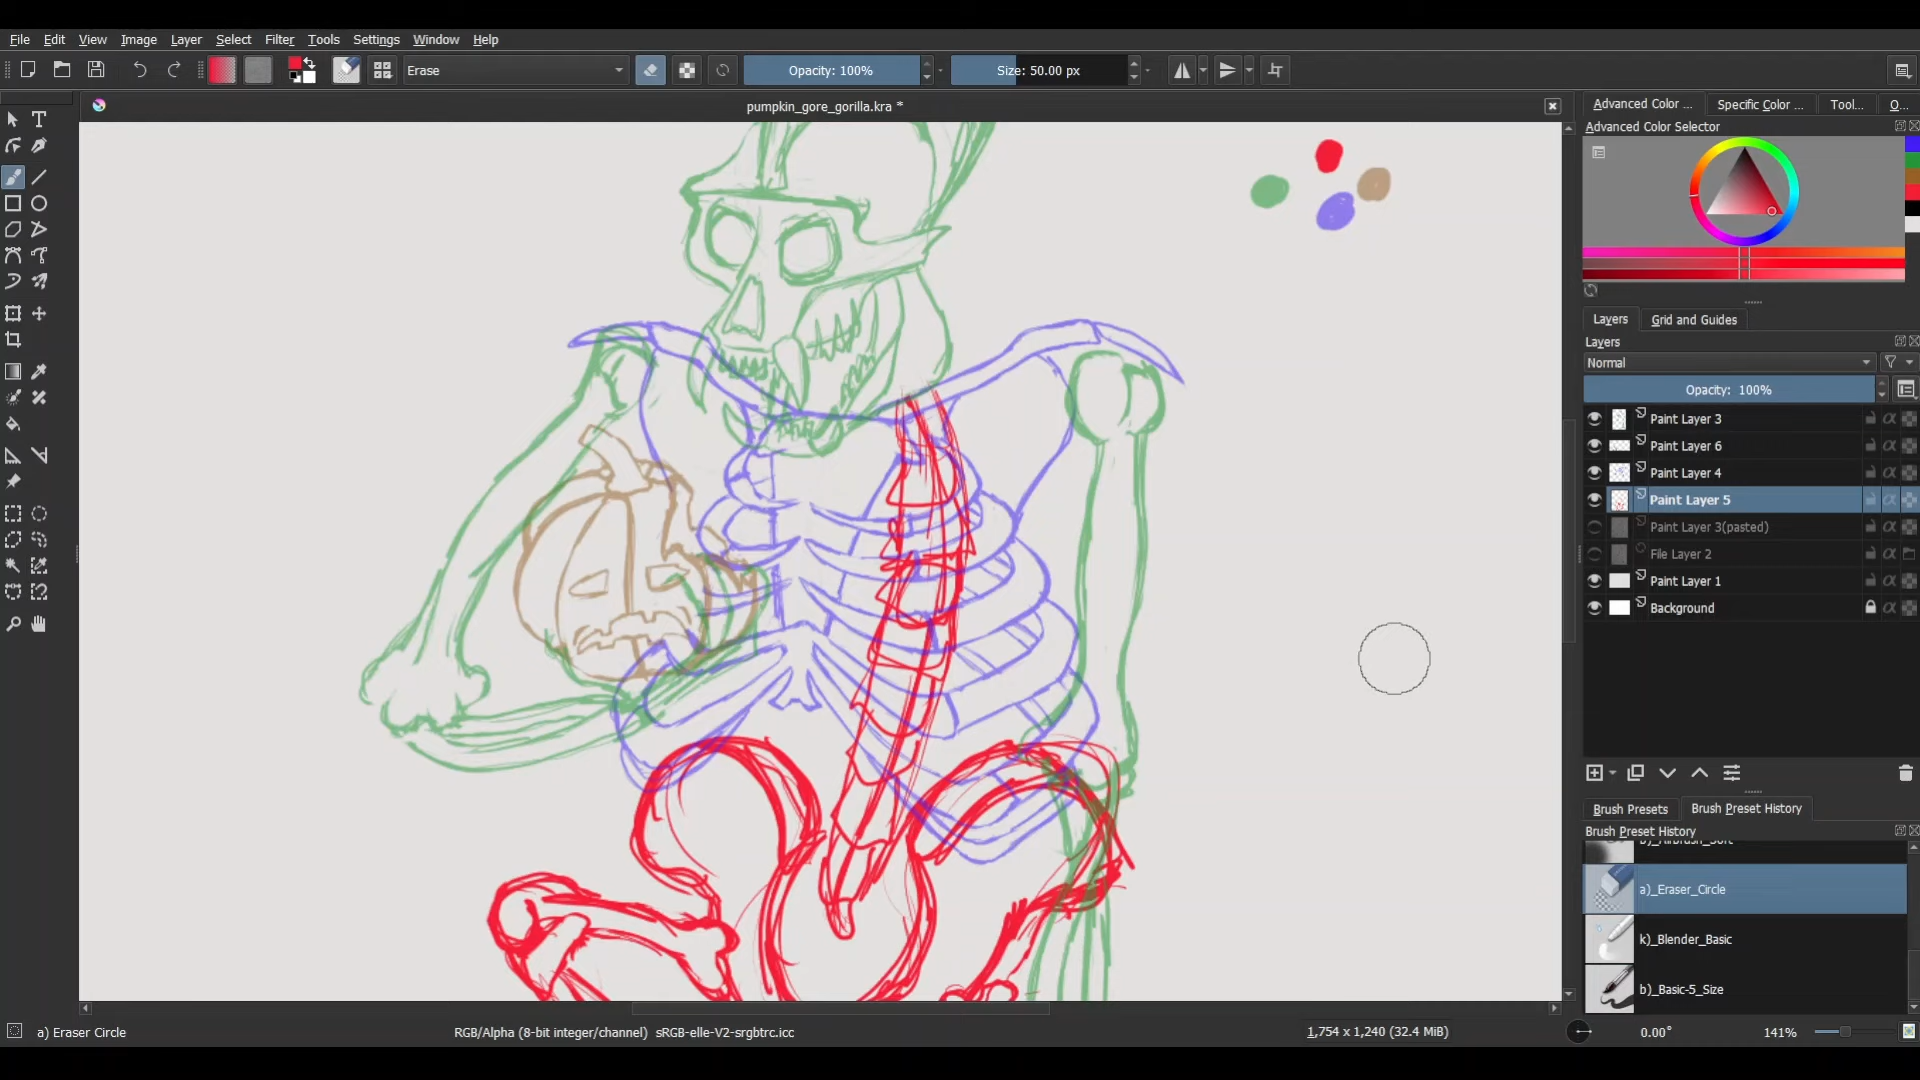 File Edit View Image Layer Select Filter Tools Settings Window Help
Erase Opacity: 100% Size: 50.00 px
pumpkin_gore_gorilla.kra *
Advanced Color ... Specific Color ... Tool... O...
Advanced Color Selector
Layers Grid and Guides
Layers
Normal
Opacity: 100%
Paint Layer 3
Paint Layer 6
Paint Layer 4
Paint Layer 5
Paint Layer 3(pasted)
File Layer 2
Paint Layer 1
Background
Brush Presets Brush Preset History
Brush Preset History
b)_Airbrush_Soft
a)_Eraser_Circle
k)_Blender_Basic
b)_Basic-5_Size
a) Eraser Circle RGB/Alpha (8-bit integer/channel) sRGB-elle-V2-srgbtrc.icc 1,754 x 1,240 (32.4 MiB) 0.00° 141%